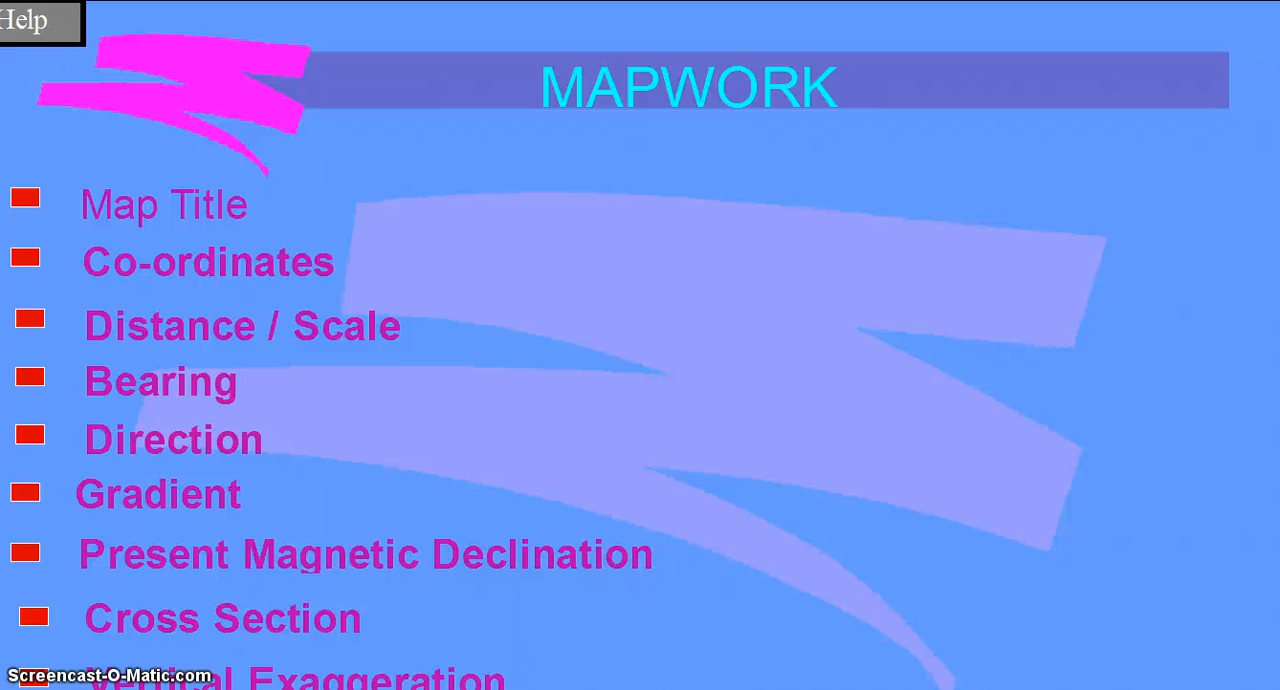 Help
MAPWORK
Map Title
Co-ordinates
Distance / Scale
Bearing
Direction
Gradient
Present Magnetic Declination
Cross Section
Vertical Exaggeration
Screencast-O-Matic.com